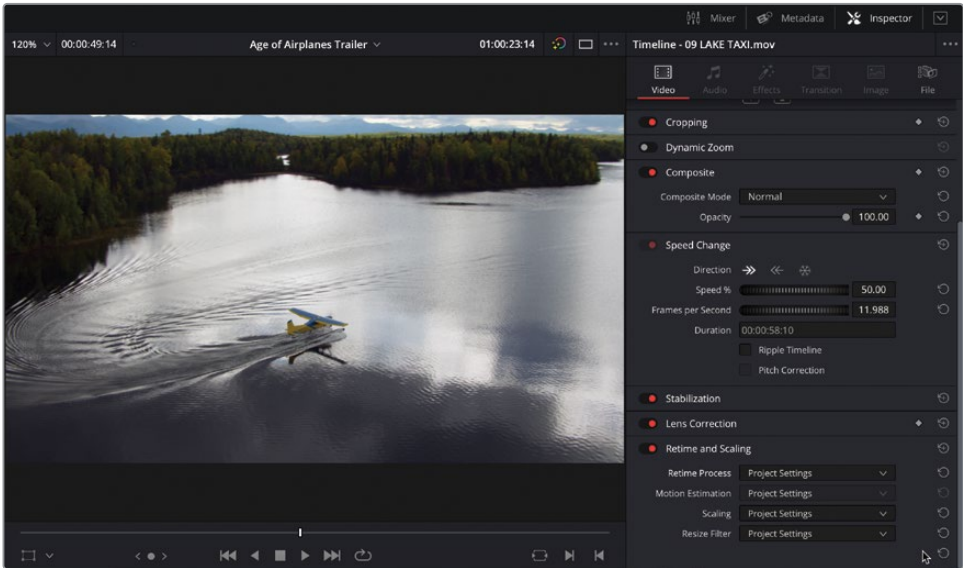 Mixer Metadata Inspector
120% 00:00:49:14 Age of Airplanes Trailer 01:00:23:14 Timeline - 09 LAKE TAXI.mov
Video Audio Effects Transition Image File
Cropping
Dynamic Zoom
Composite
Composite Mode Normal
Opacity 100.00
Speed Change
Direction
Speed % 50.00
Frames per Second 11.988
Duration 00:00:58:10
Ripple Timeline
Pitch Correction
Stabilization
Lens Correction
Retime and Scaling
Retime Process Project Settings
Motion Estimation Project Settings
Scaling Project Settings
Resize Filter Project Settings